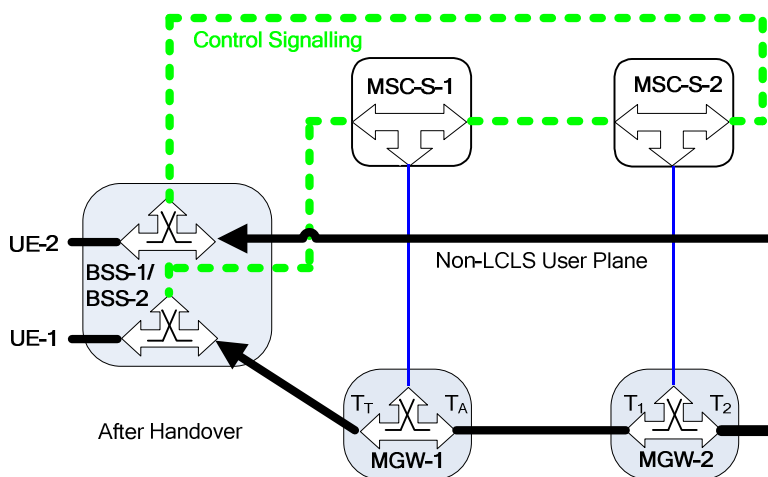 Control Signalling
MSC-S-1
MSC-S-2
UE-2
BSS-1/
BSS-2
Non-LCLS User Plane
UE-1
After Handover
TT
TA
MGW-1
T1
T2
MGW-2